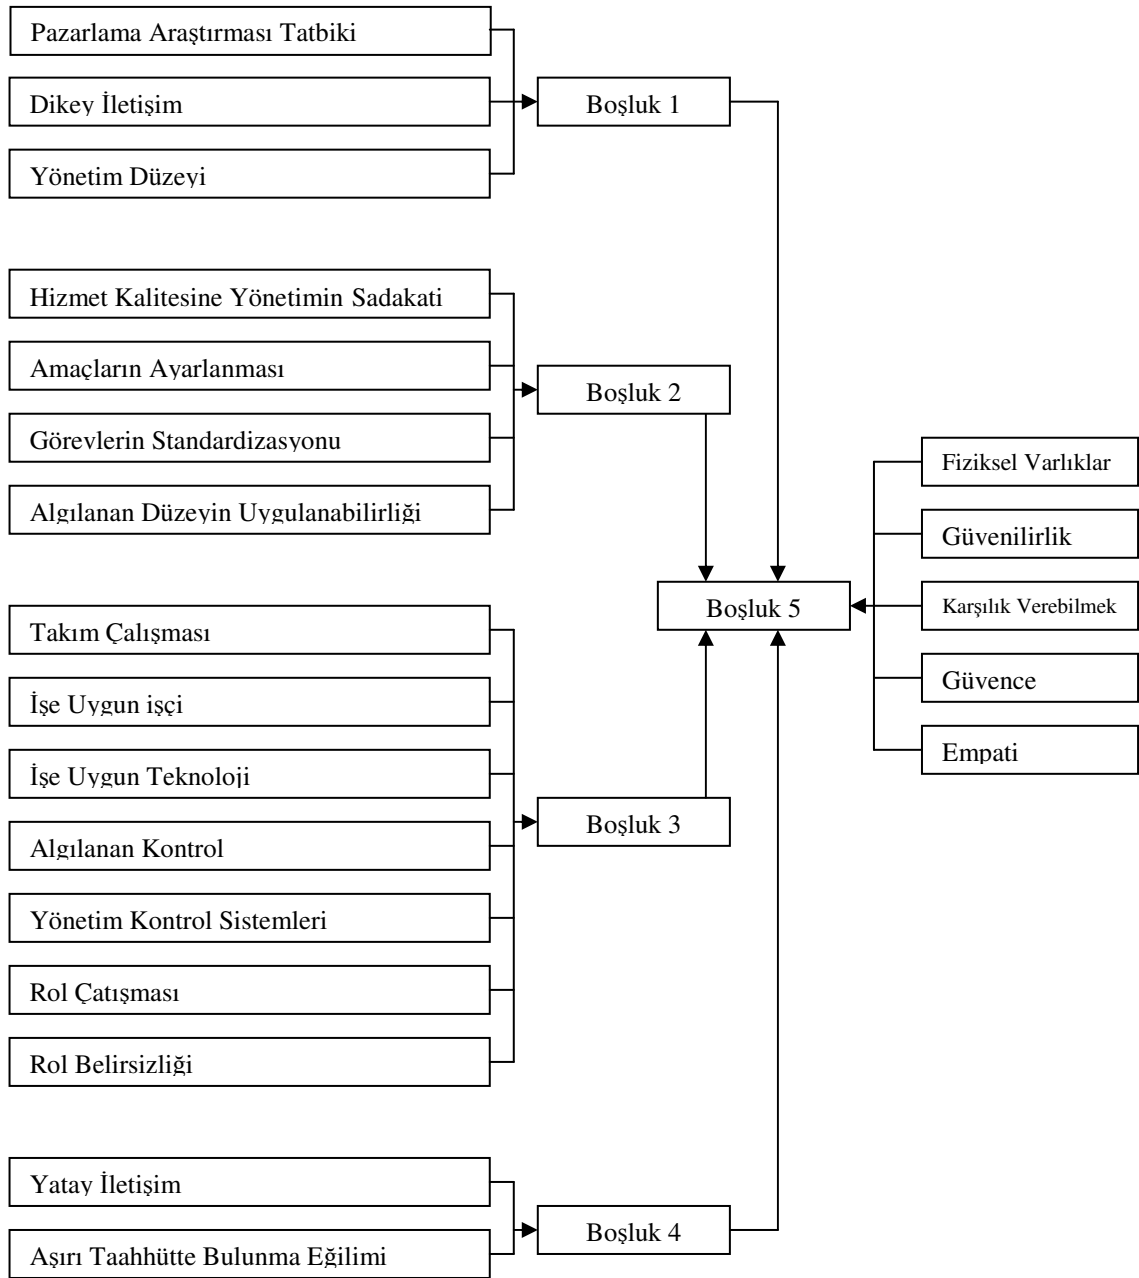 Pazarlama Araştırması Tatbiki
Dikey İletişim
Yönetim Düzeyi
Boşluk 1
Hizmet Kalitesine Yönetimin Sadakati
Amaçların Ayarlanması
Görevlerin Standardizasyonu
Algılanan Düzeyin Uygulanabilirliği
Boşluk 2
Takım Çalışması
İşe Uygun işçi
İşe Uygun Teknoloji
Algılanan Kontrol
Yönetim Kontrol Sistemleri
Rol Çatışması
Rol Belirsizliği
Boşluk 3
Yatay İletişim
Aşırı Taahhütte Bulunma Eğilimi
Boşluk 4
Boşluk 5
Fiziksel Varlıklar
Güvenilirlik
Karşılık Verebilmek
Güvence
Empati